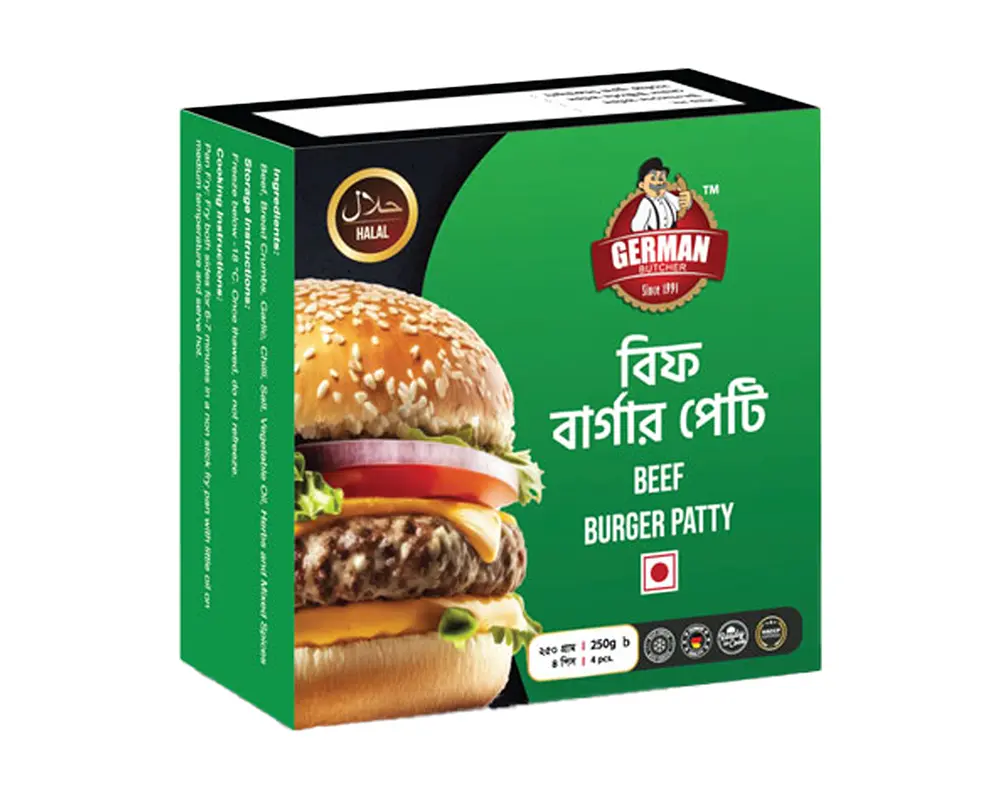 Ingredients:
Beef, Bread Crumbs, Garlic, Chilli, Salt, Vegetable Oil, Herbs and Mixed Spices
Storage Instructions:
Freeze below -18 °C. Once thawed, do not refreeze.
Cooking Instructions:
Pan Fry: Fry both sides for 6-7 minutes in a non stick fry pan with little oil on
medium temperature and serve hot.
حلال
HALAL
TM
GERMAN
BUTCHER
Since 1991
বিফ
বার্গার পেটি
BEEF
BURGER PATTY
২৫০ গ্রাম | 250g b
৪ পিস | 4 pcs.
HACCP